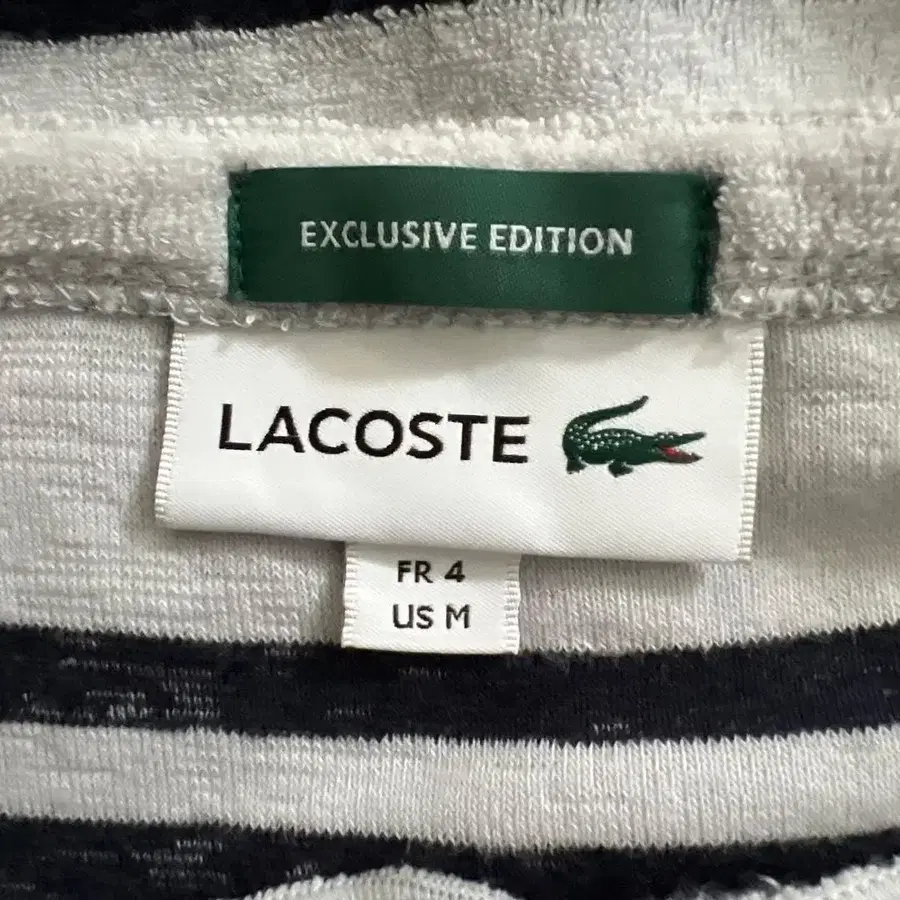 EXCLUSIVE EDITION
LACOSTE
FR 4
US M